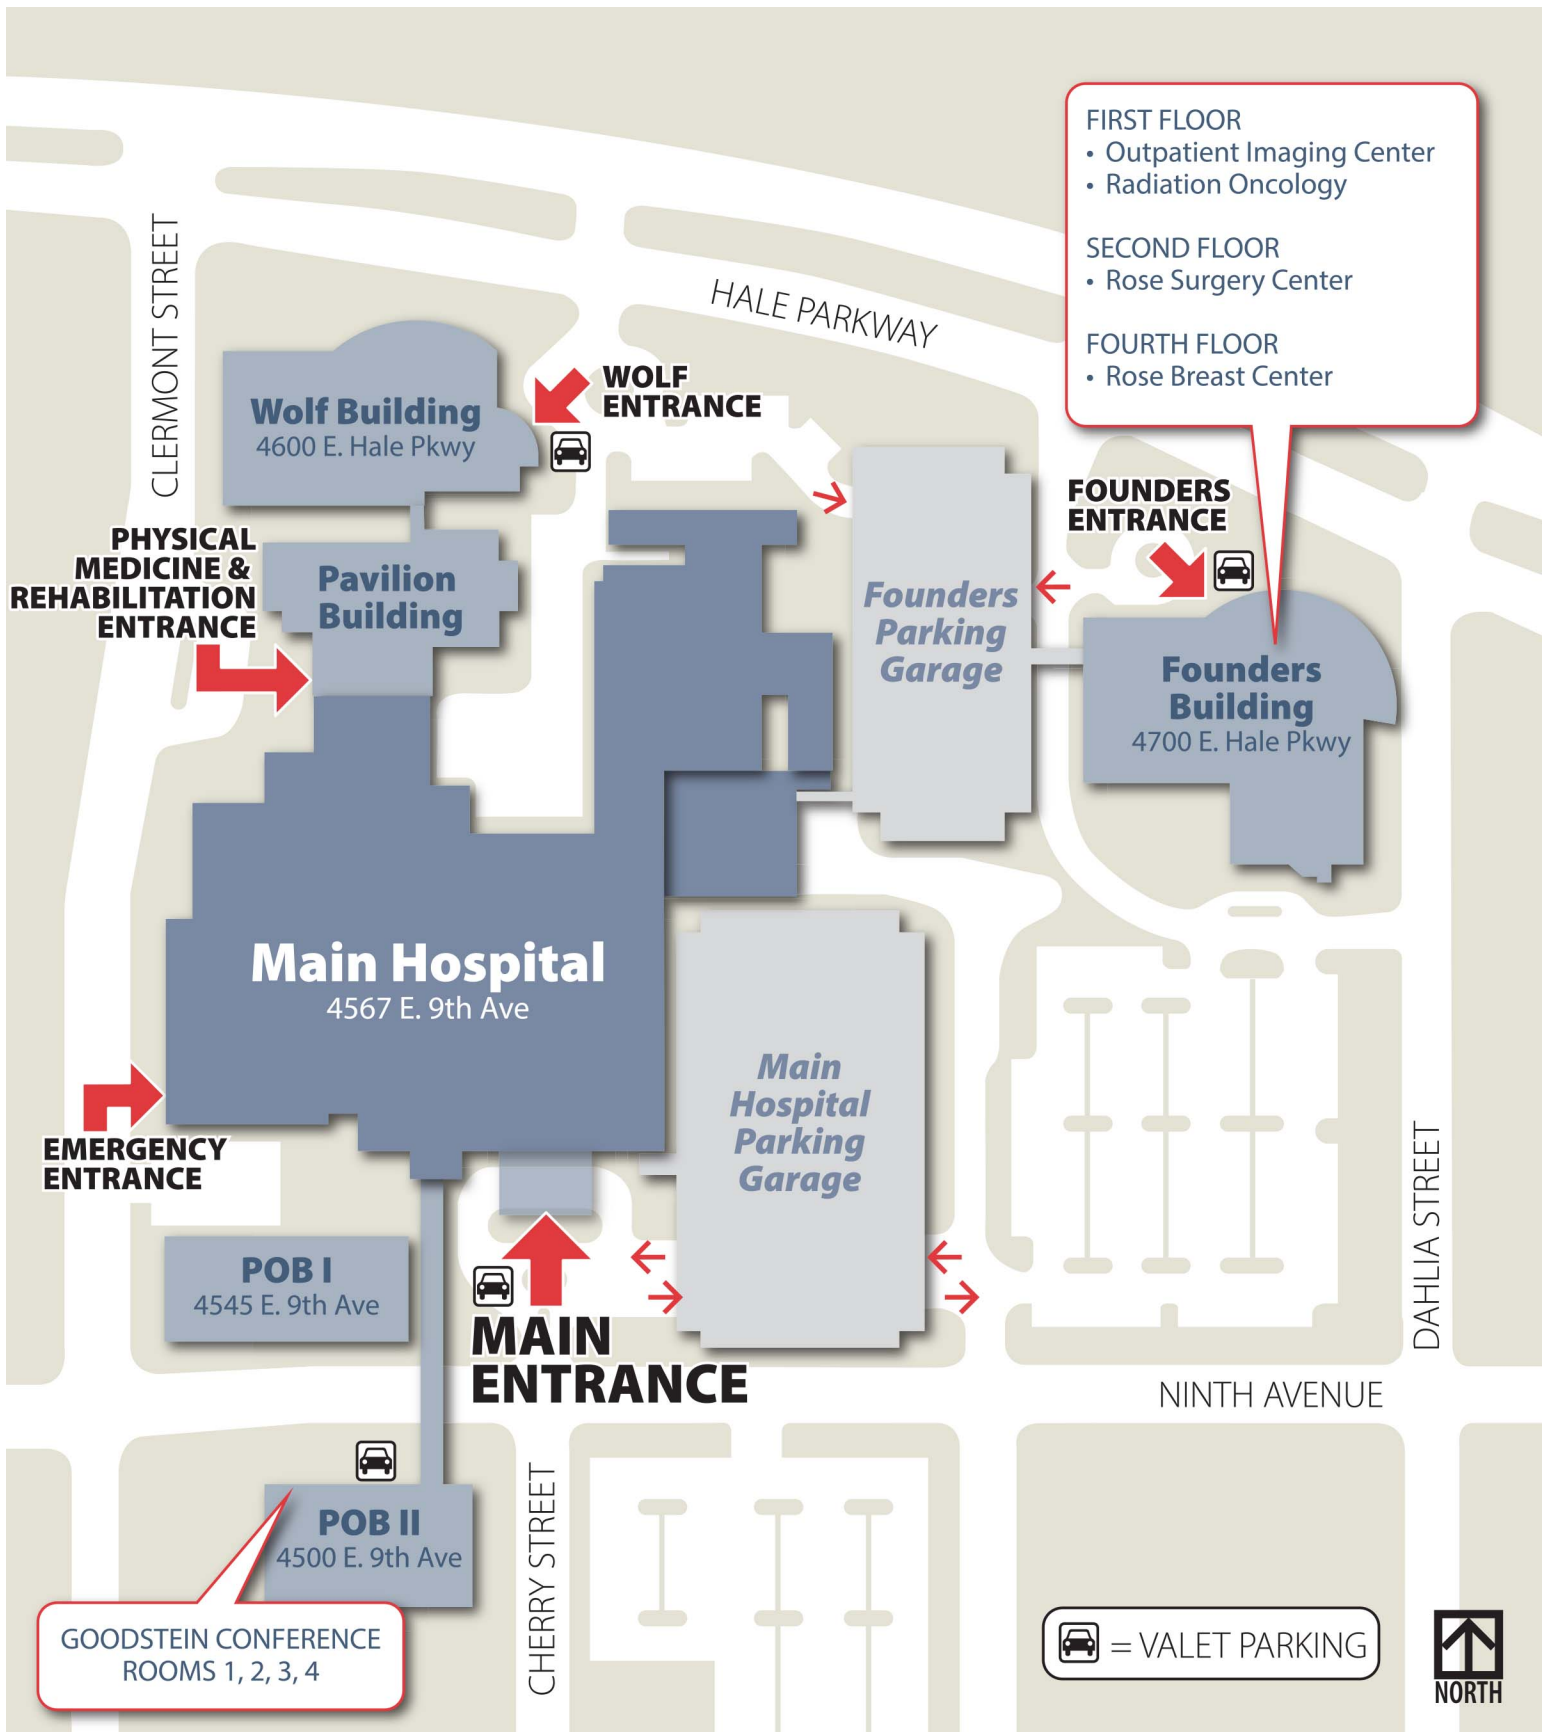 FIRST FLOOR
• Outpatient Imaging Center
• Radiation Oncology
SECOND FLOOR
• Rose Surgery Center
FOURTH FLOOR
• Rose Breast Center
CLERMONT STREET
HALE PARKWAY
WOLF
ENTRANCE
Wolf Building
4600 E. Hale Pkwy
FOUNDERS
ENTRANCE
PHYSICAL
MEDICINE &
REHABILITATION
ENTRANCE
Pavilion
Building
Founders
Parking
Garage
Founders
Building
4700 E. Hale Pkwy
Main Hospital
4567 E. 9th Ave
Main
Hospital
Parking
Garage
EMERGENCY
ENTRANCE
DAHLIA STREET
POB I
4545 E. 9th Ave
MAIN
ENTRANCE
NINTH AVENUE
POB II
4500 E. 9th Ave
CHERRY STREET
GOODSTEIN CONFERENCE
ROOMS 1, 2, 3, 4
= VALET PARKING
NORTH